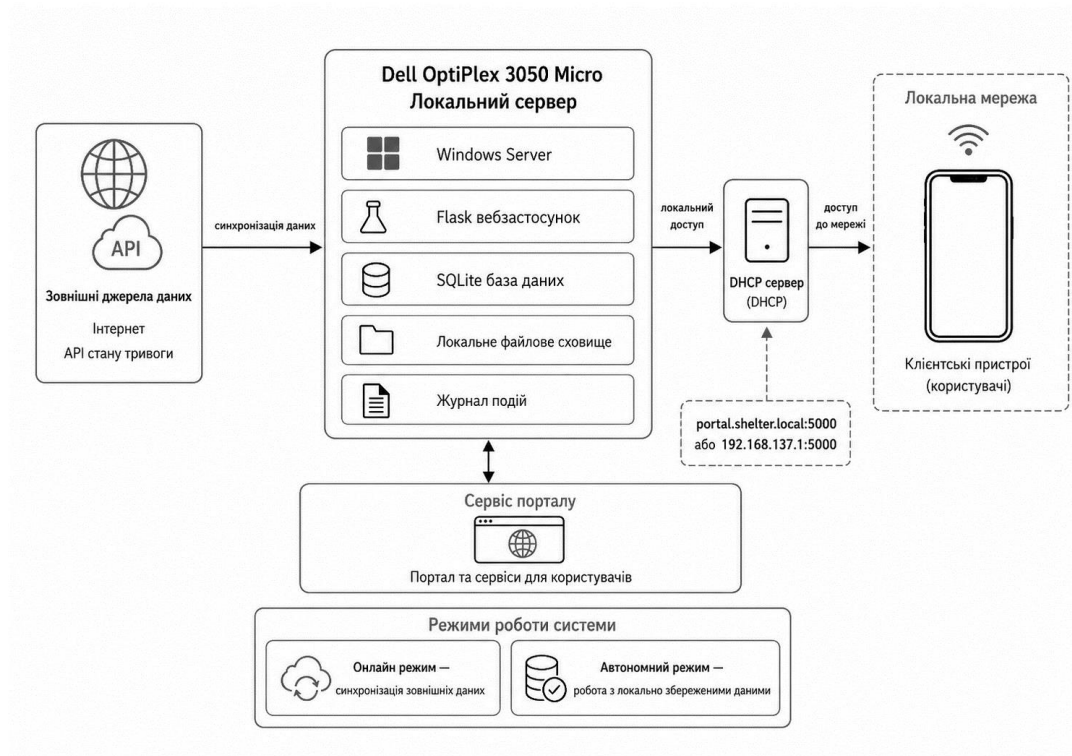 Dell OptiPlex 3050 Micro
Локальний сервер
Windows Server
Flask вебзастосунок
SQLite база даних
Локальне файлове сховище
Журнал подій
API
Зовнішні джерела даних
Інтернет
API стану тривоги
синхронізація даних
локальний
доступ
DHCP сервер
(DHCP)
доступ
до мережі
Локальна мережа
Клієнтські пристрої
(користувачі)
portal.shelter.local:5000
або 192.168.137.1:5000
Сервіс порталу
Портал та сервіси для користувачів
Режими роботи системи
Онлайн режим —
синхронізація зовнішніх даних
Автономний режим —
робота з локально збереженими даними